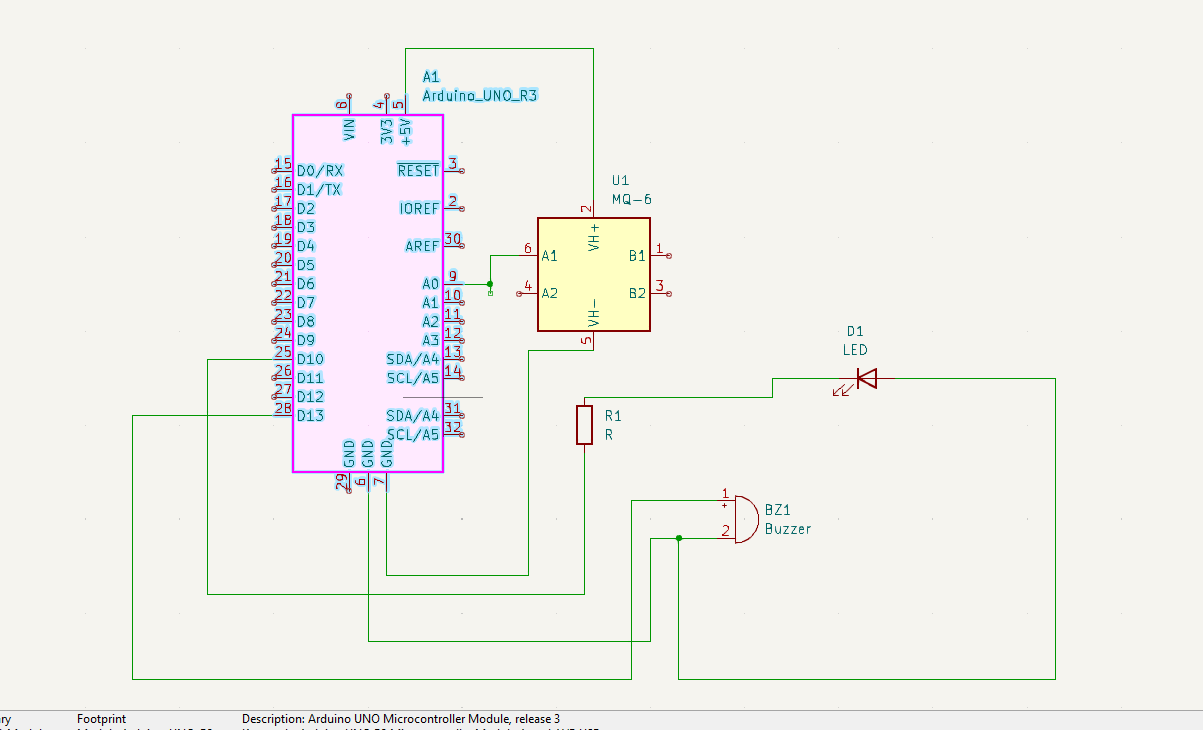 A1
Arduino_UNO_R3
8 4 5
VIN 3V3 +5V
15 D0/RX RESET 3
16 D1/TX
17 D2 IOREF 2
18 D3
19 D4 AREF 30
20 D5
21 D6 A0 9
22 D7 A1 10
23 D8 A2 11
24 D9 A3 12
25 D10 SDA/A4 13
26 D11 SCL/A5 14
27 D12
28 D13 SDA/A4 31
SCL/A5 32
GND GND GND
29 6 7
U1
MQ-6
2
VH+
6 A1 B1 1
4 A2 B2 3
VH-
5
D1
LED
R1
R
1
+
2
BZ1
Buzzer
ry Footprint Description: Arduino UNO Microcontroller Module, release 3